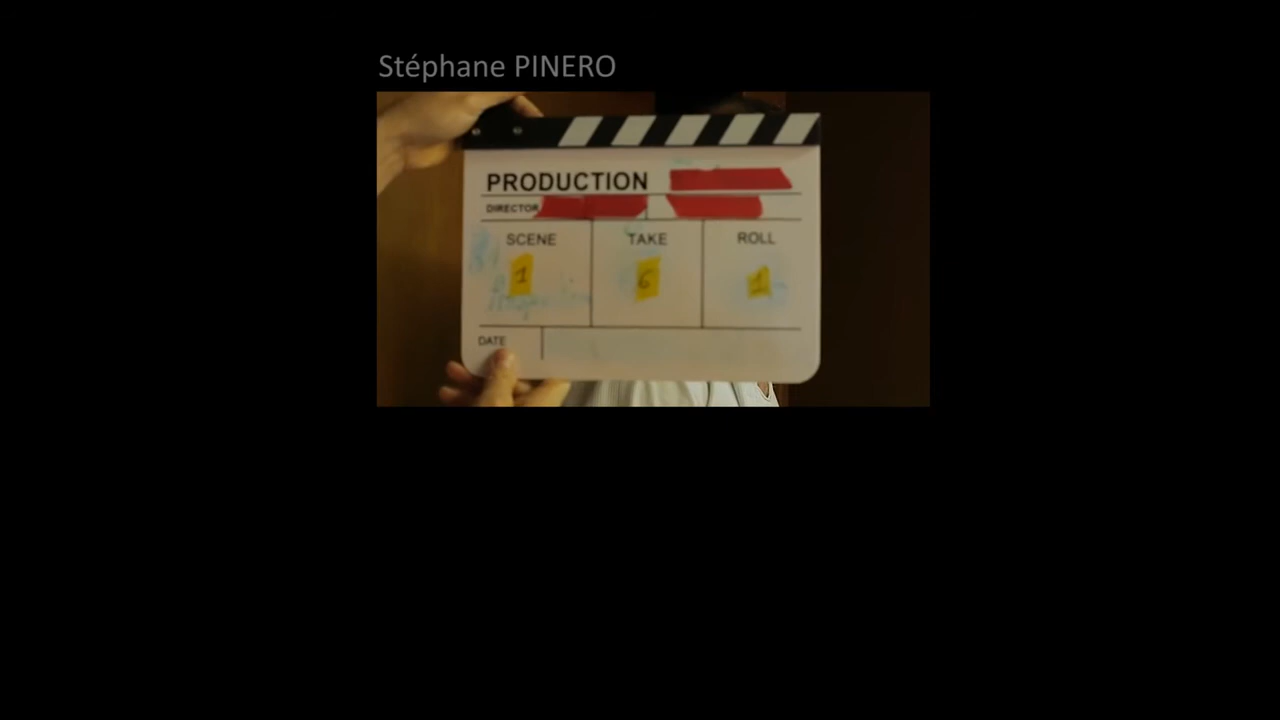 Stéphane PINERO
PRODUCTION
DIRECTOR
SCENE TAKE ROLL
1 6 1
DATE